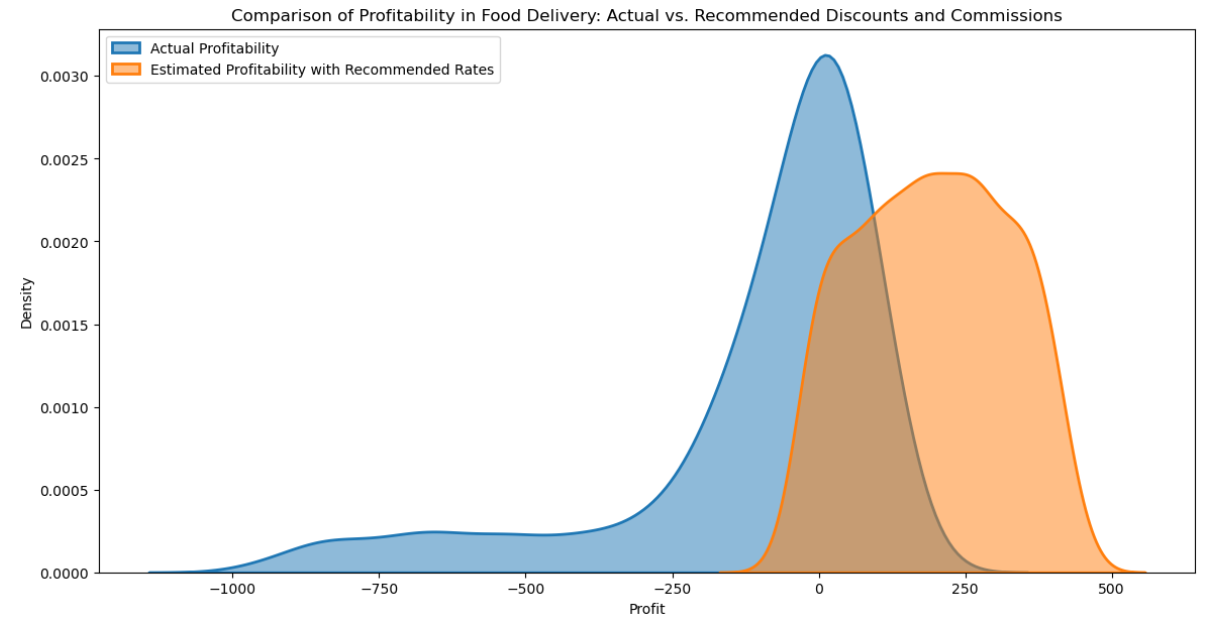 Comparison of Profitability in Food Delivery: Actual vs. Recommended Discounts and Commissions
Actual Profitability
Estimated Profitability with Recommended Rates
0.0030
0.0025
0.0020
0.0015
0.0010
0.0005
0.0000
Density
−1000 −750 −500 −250 0 250 500
Profit